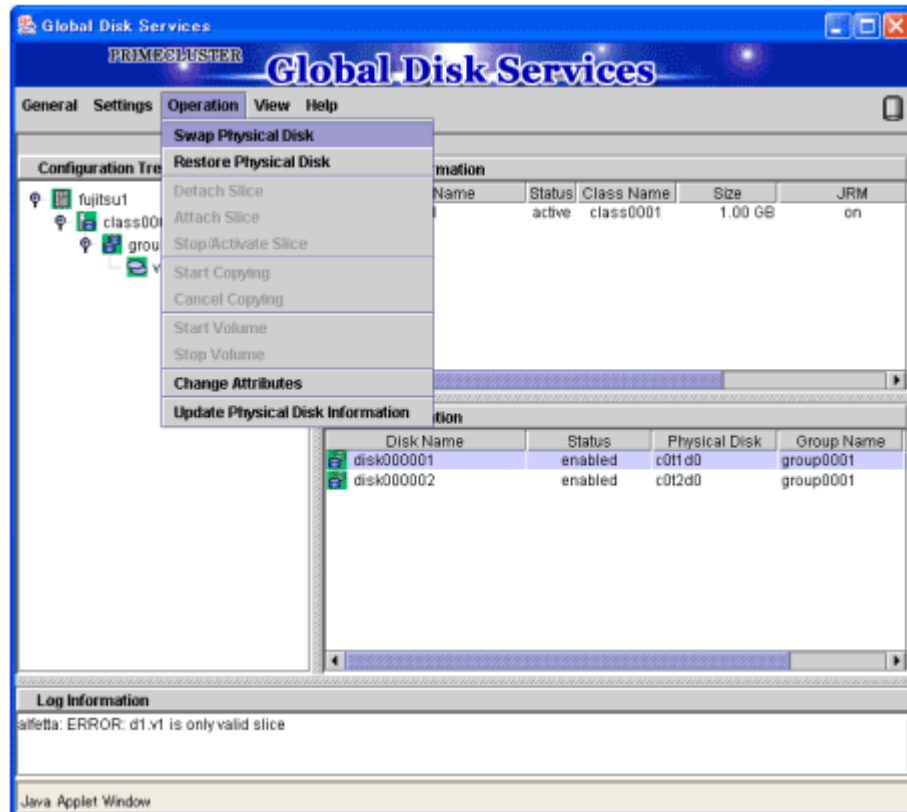 Global Disk Services
PRIMECLUSTER
Global Disk Services
General Settings Operation View Help
Swap Physical Disk
Restore Physical Disk
Detach Slice
Attach Slice
Stop/Activate Slice
Start Copying
Cancel Copying
Start Volume
Stop Volume
Change Attributes
Update Physical Disk Information
Configuration Tre
rmation
fujitsu1
class00
grou
v
Name Status Class Name Size JRM
active class0001 1.00 GB on
tion
Disk Name Status Physical Disk Group Name
disk000001 enabled c0t1d0 group0001
disk000002 enabled c0t2d0 group0001
Log Information
alfetta: ERROR: d1.v1 is only valid slice
Java Applet Window